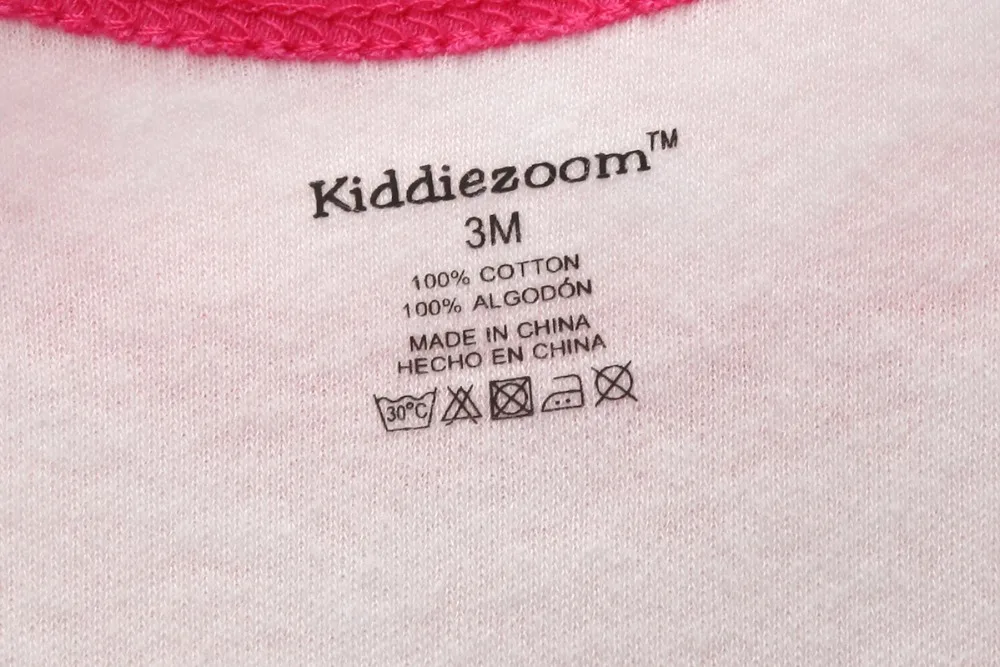 Kiddiezoom™
3M
100% COTTON
100% ALGODÓN
MADE IN CHINA
HECHO EN CHINA
30°C